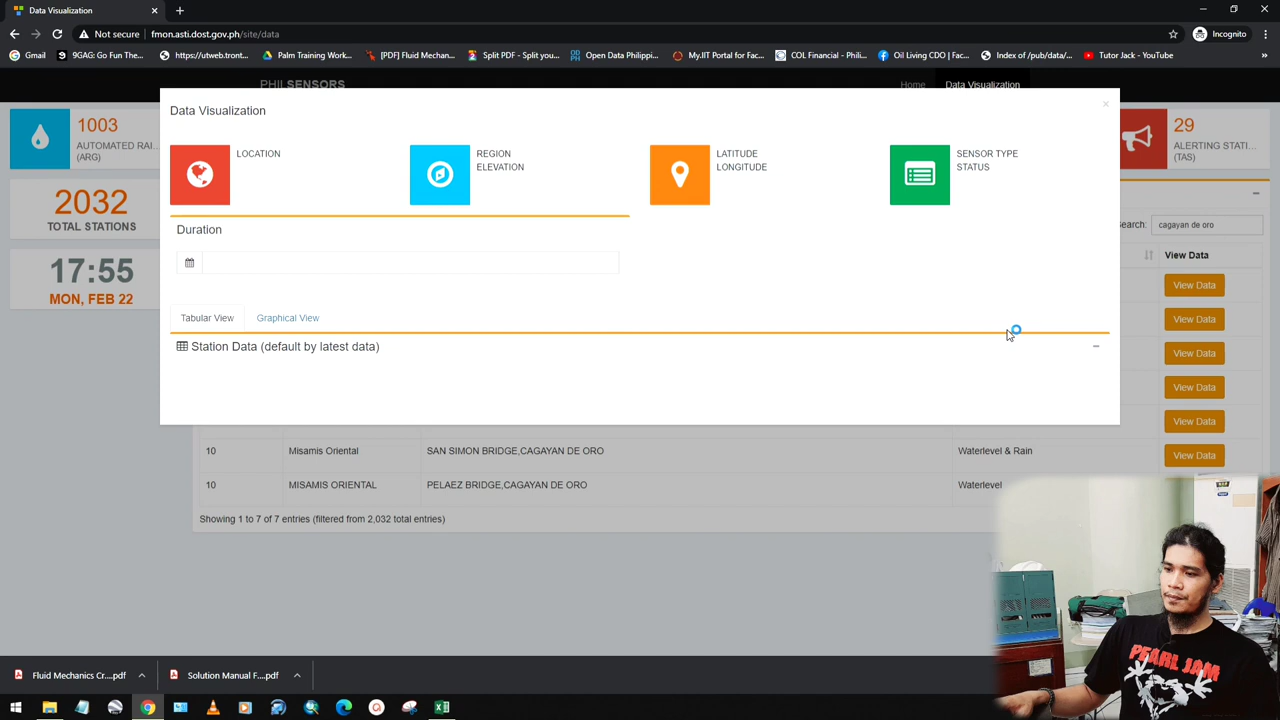 Data Visualization
Not secure fmon.asti.dost.gov.ph/site/data
Incognito
Gmail
9GAG: Go Fun The...
https://utweb.tront...
Palm Training Work...
[PDF] Fluid Mechan...
Split PDF - Split you...
Open Data Philippi...
MyJIT Portal for Facu...
COL Financial - Phili...
Oil Living CDO | Fac...
Index of /pub/data/...
Tutor Jack - YouTube
PHILSENSORS
Home
Data Visualization
1003
AUTOMATED RAI...
(ARG)
2032
TOTAL STATIONS
17:55
MON, FEB 22
29
ALERTING STATI...
(TAS)
Data Visualization
LOCATION
REGION
ELEVATION
LATITUDE
LONGITUDE
SENSOR TYPE
STATUS
Duration
Tabular View
Graphical View
Station Data (default by latest data)
Search: cagayan de oro
View Data
View Data
View Data
View Data
View Data
View Data
View Data
10 Misamis Oriental SAN SIMON BRIDGE,CAGAYAN DE ORO Waterlevel & Rain
10 MISAMIS ORIENTAL PELAEZ BRIDGE,CAGAYAN DE ORO Waterlevel
Showing 1 to 7 of 7 entries (filtered from 2,032 total entries)
PEARL JAM
Fluid Mechanics Cr....pdf
Solution Manual F....pdf